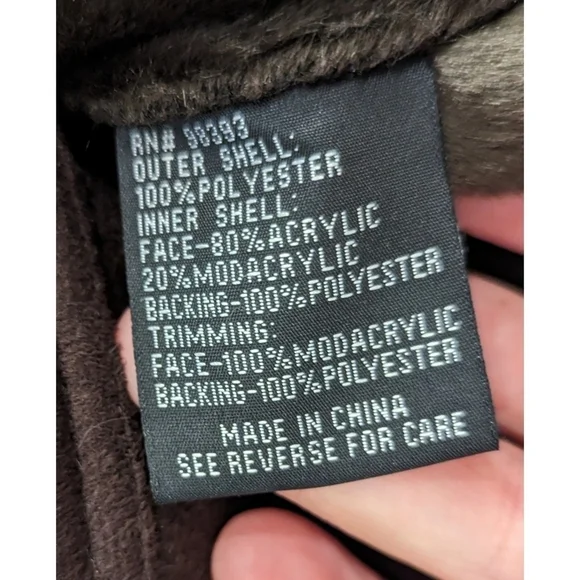 RN# 90393
OUTER SHELL:
100%POLYESTER
INNER SHELL:
FACE-80%ACRYLIC
20%MODACRYLIC
BACKING-100%POLYESTER
TRIMMING:
FACE-100%MODACRYLIC
BACKING-100%POLYESTER
MADE IN CHINA
SEE REVERSE FOR CARE